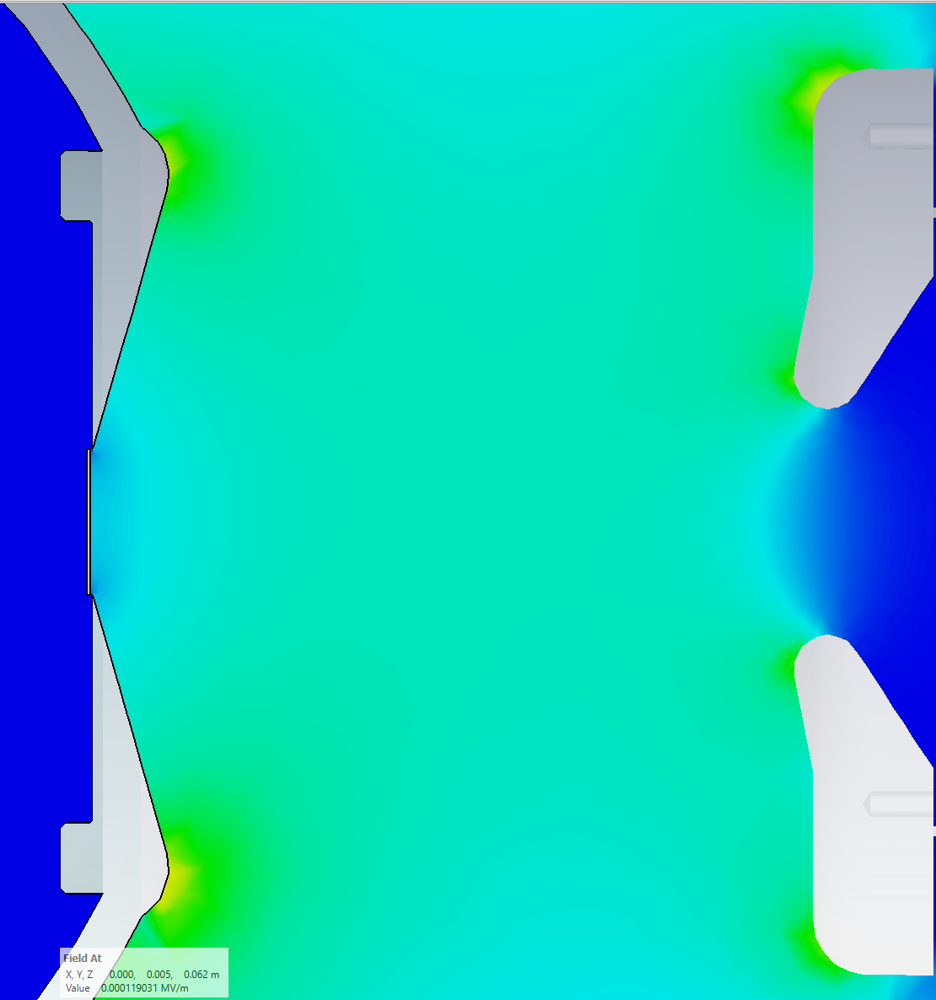 Field At
X, Y, Z 0.000, 0.005, 0.062 m
Value 0.000119031 MV/m